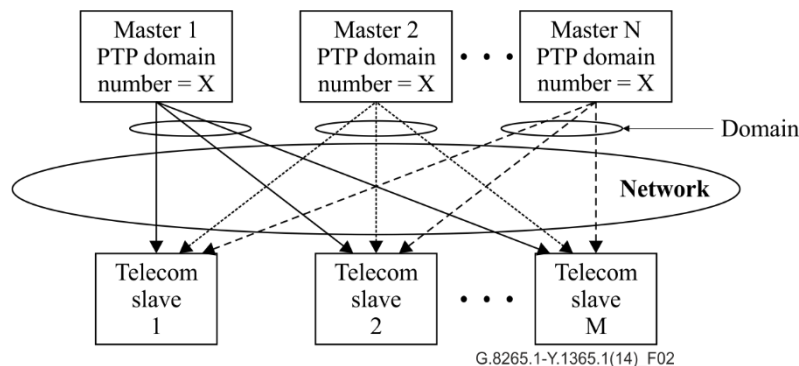 Master 1
PTP domain
number = X
Master 2
PTP domain
number = X
• • •
Master N
PTP domain
number = X
Domain
Network
Telecom
slave
1
Telecom
slave
2
• • •
Telecom
slave
M
G.8265.1-Y.1365.1(14)_F02